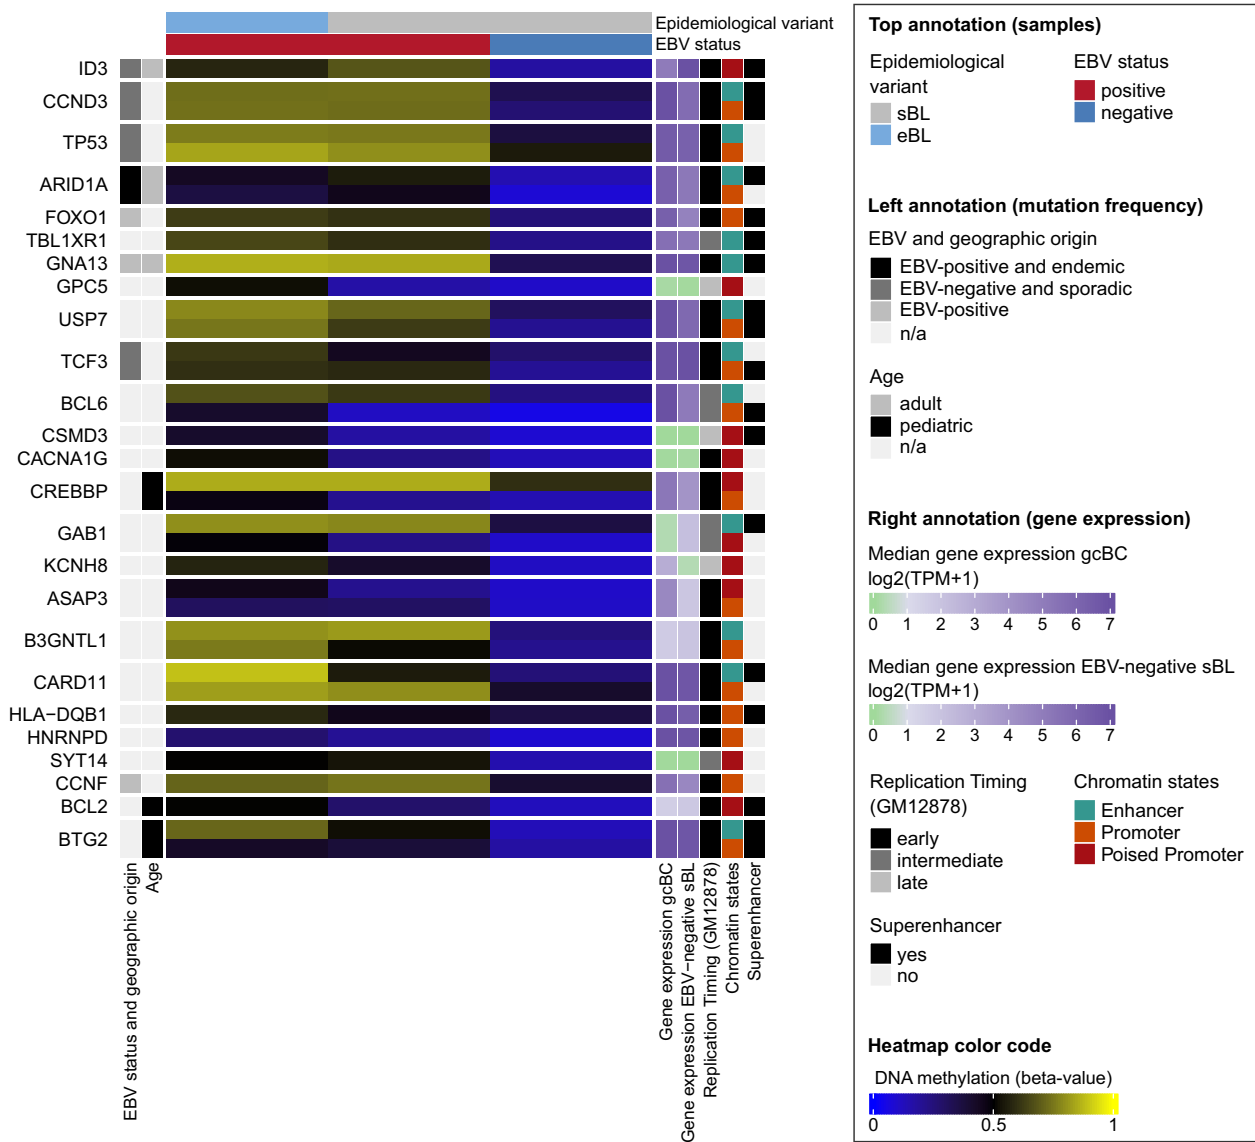 Epidemiological variant
EBV status
ID3
CCND3
TP53
ARID1A
FOXO1
TBL1XR1
GNA13
GPC5
USP7
TCF3
BCL6
CSMD3
CACNA1G
CREBBP
GAB1
KCNH8
ASAP3
B3GNTL1
CARD11
HLA−DQB1
HNRNPD
SYT14
CCNF
BCL2
BTG2
EBV status and geographic origin
Age
Gene expression gcBC
Gene expression EBV−negative sBL
Replication Timing (GM12878)
Chromatin states
Superenhancer
Top annotation (samples)
Epidemiological
variant
sBL
eBL
EBV status
positive
negative
Left annotation (mutation frequency)
EBV and geographic origin
EBV-positive and endemic
EBV-negative and sporadic
EBV-positive
n/a
Age
adult
pediatric
n/a
Right annotation (gene expression)
Median gene expression gcBC
log2(TPM+1)
0 1 2 3 4 5 6 7
Median gene expression EBV-negative sBL
log2(TPM+1)
0 1 2 3 4 5 6 7
Replication Timing
(GM12878)
early
intermediate
late
Chromatin states
Enhancer
Promoter
Poised Promoter
Superenhancer
yes
no
Heatmap color code
DNA methylation (beta-value)
0 0.5 1